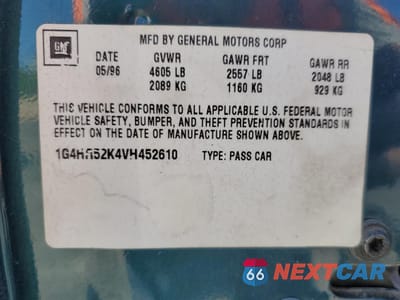 GM
MFD BY GENERAL MOTORS CORP
DATE GVWR GAWR FRT GAWR RR
05/96 4605 LB 2557 LB 2048 LB
2089 KG 1160 KG 929 KG
THIS VEHICLE CONFORMS TO ALL APPLICABLE U.S. FEDERAL MOTOR
VEHICLE SAFETY, BUMPER, AND THEFT PREVENTION STANDARDS IN
EFFECT ON THE DATE OF MANUFACTURE SHOWN ABOVE.
1G4HR52K4VH452610 TYPE: PASS CAR
66 NEXTCAR